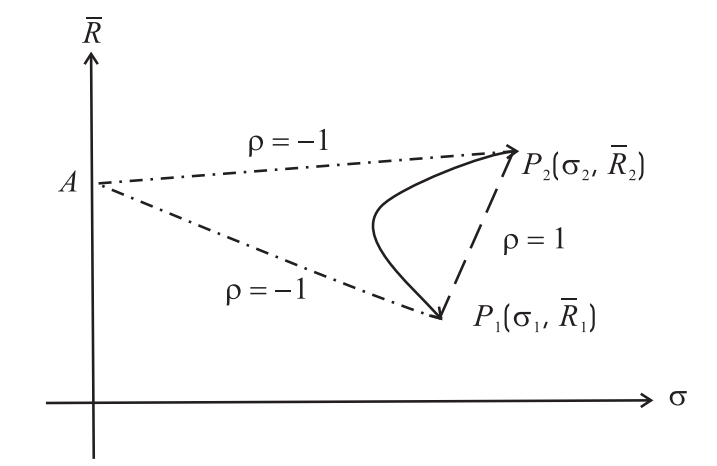 R̅
ρ = −1
A
P₂(σ₂, R̅₂)
ρ = 1
ρ = −1
P₁(σ₁, R̅₁)
σ